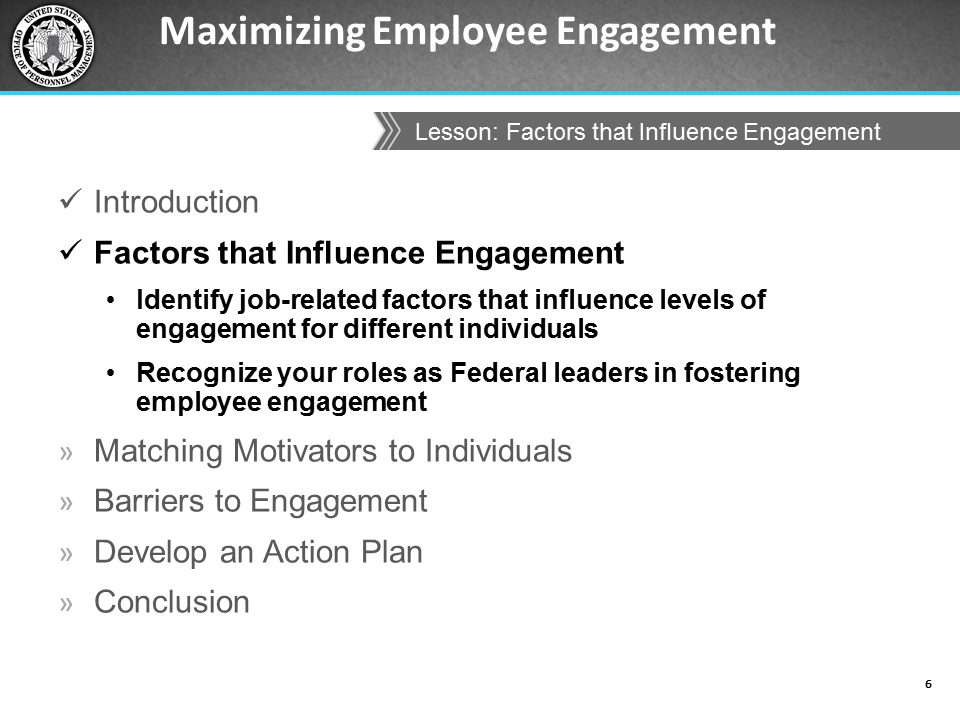 Maximizing Employee Engagement
UNITED STATES
OFFICE OF PERSONNEL MANAGEMENT
Lesson: Factors that Influence Engagement
✓ Introduction
✓ Factors that Influence Engagement
• Identify job-related factors that influence levels of
engagement for different individuals
• Recognize your roles as Federal leaders in fostering
employee engagement
» Matching Motivators to Individuals
» Barriers to Engagement
» Develop an Action Plan
» Conclusion
6